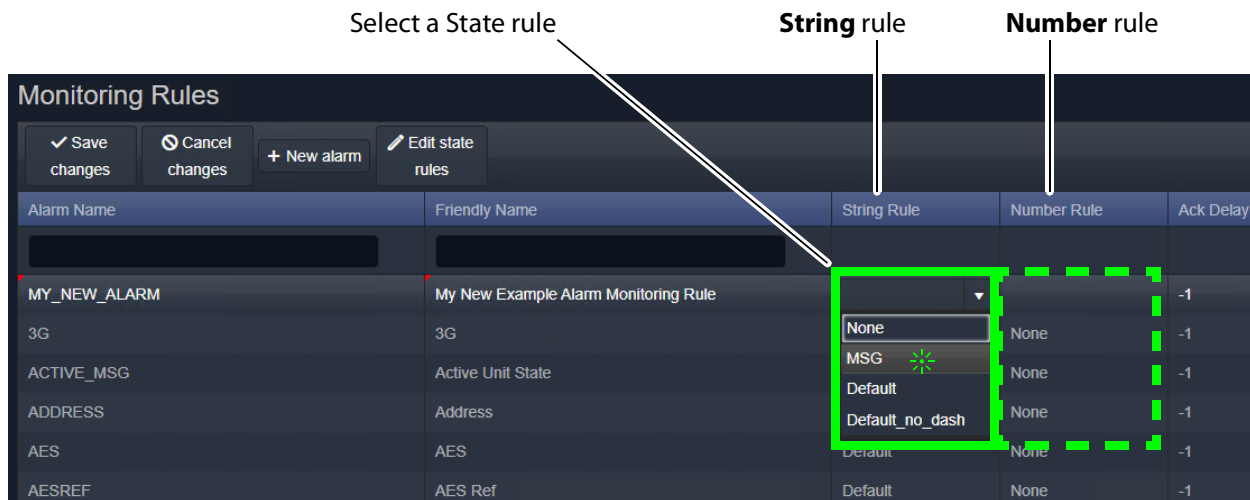 Select a State rule String rule Number rule
Monitoring Rules
Save changes Cancel changes + New alarm Edit state rules
Alarm Name Friendly Name String Rule Number Rule Ack Delay
MY_NEW_ALARM My New Example Alarm Monitoring Rule -1
3G 3G None None -1
ACTIVE_MSG Active Unit State MSG None -1
Default
ADDRESS Address Default_no_dash None -1
AES AES Default None -1
AESREF AES Ref Default None -1